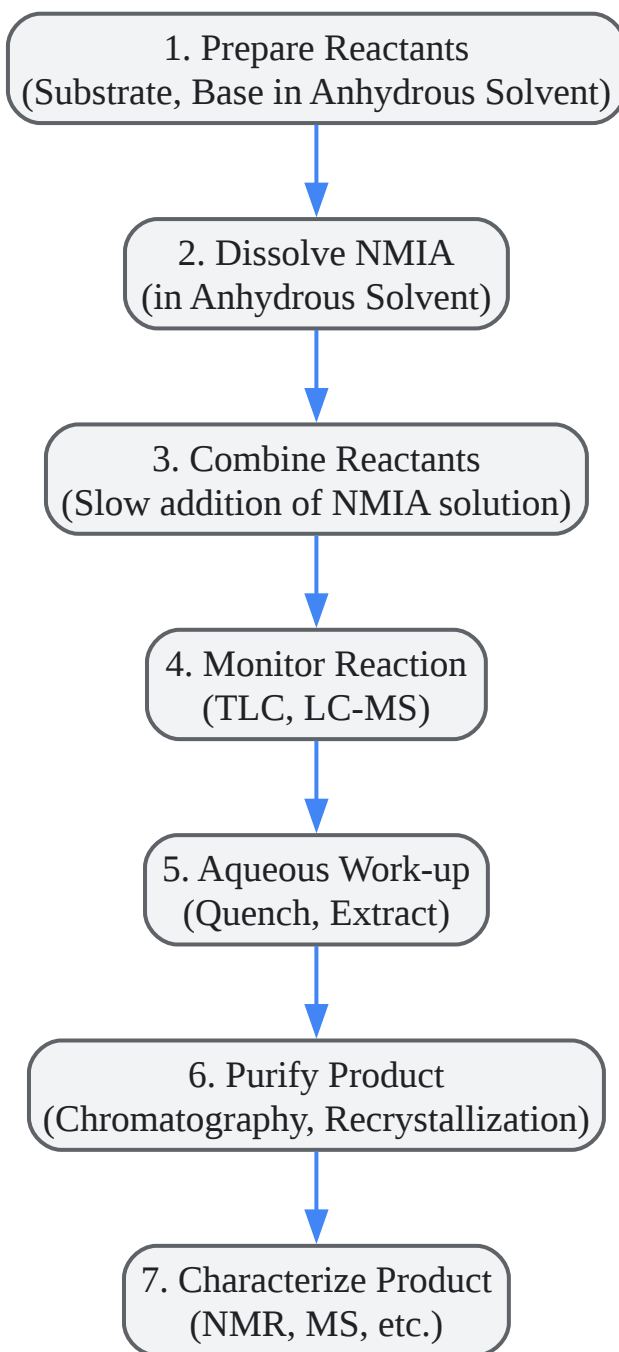 1. Prepare Reactants
(Substrate, Base in Anhydrous Solvent)
2. Dissolve NMIA
(in Anhydrous Solvent)
3. Combine Reactants
(Slow addition of NMIA solution)
4. Monitor Reaction
(TLC, LC-MS)
5. Aqueous Work-up
(Quench, Extract)
6. Purify Product
(Chromatography, Recrystallization)
7. Characterize Product
(NMR, MS, etc.)